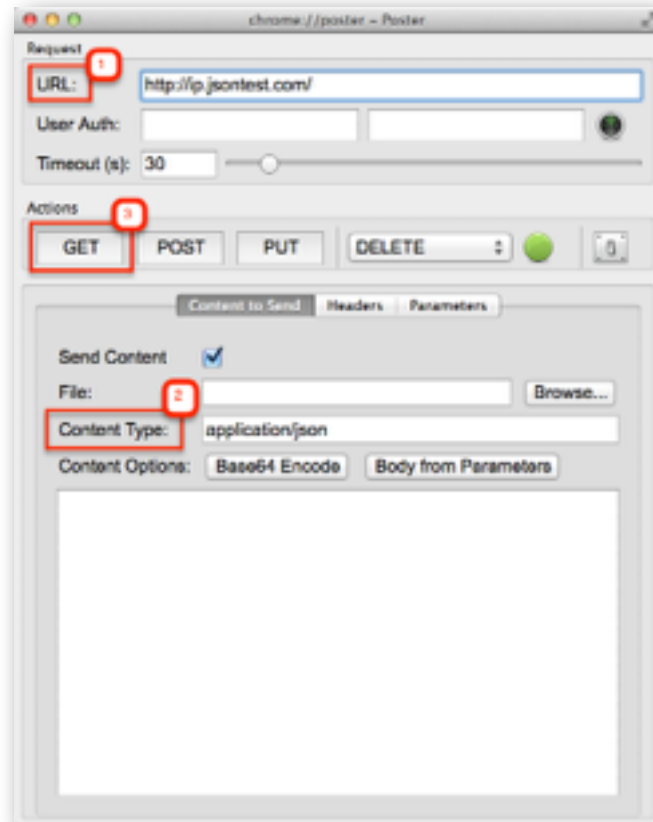 chrome://poster – Poster
Request
1
URL: http://ip.jsontest.com/
User Auth:
Timeout (s): 30
Actions
3
GET POST PUT DELETE
Content to Send Headers Parameters
Send Content
File: Browse...
2
Content Type: application/json
Content Options: Base64 Encode Body from Parameters